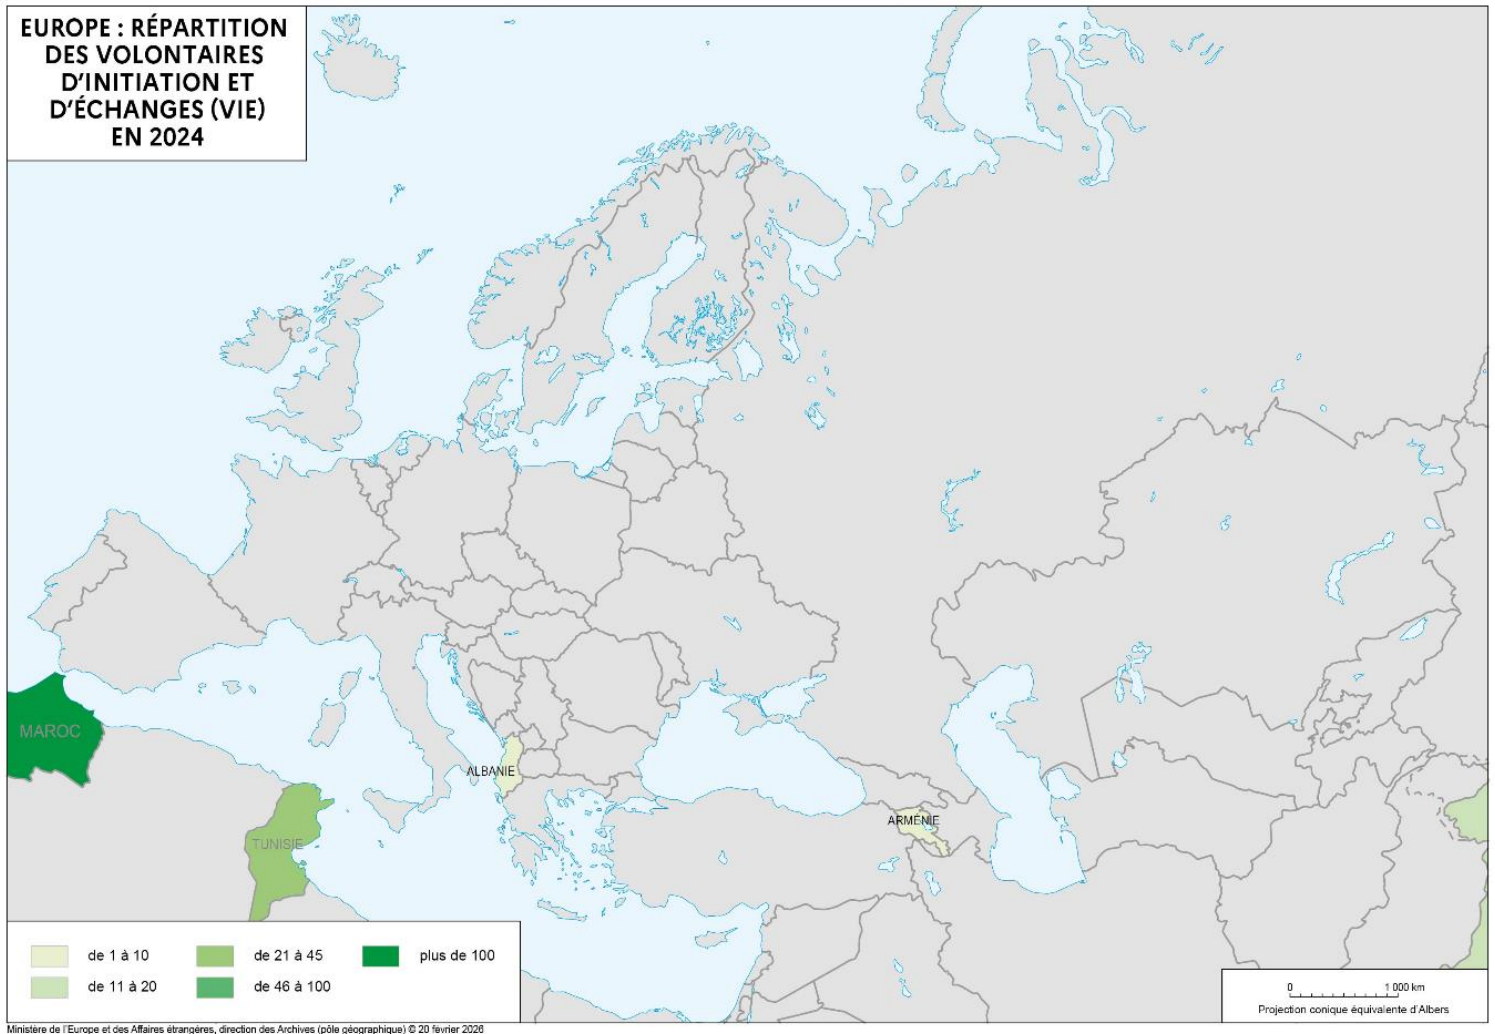 EUROPE : RÉPARTITION
DES VOLONTAIRES
D'INITIATION ET
D'ÉCHANGES (VIE)
EN 2024
MAROC
ALBANIE
ARMÉNIE
TUNISIE
de 1 à 10
de 21 à 45
plus de 100
de 11 à 20
de 46 à 100
0 1 000 km
Projection conique équivalente d'Albers
Ministère de l'Europe et des Affaires étrangères, direction des Archives (pôle géographique) © 20 février 2026